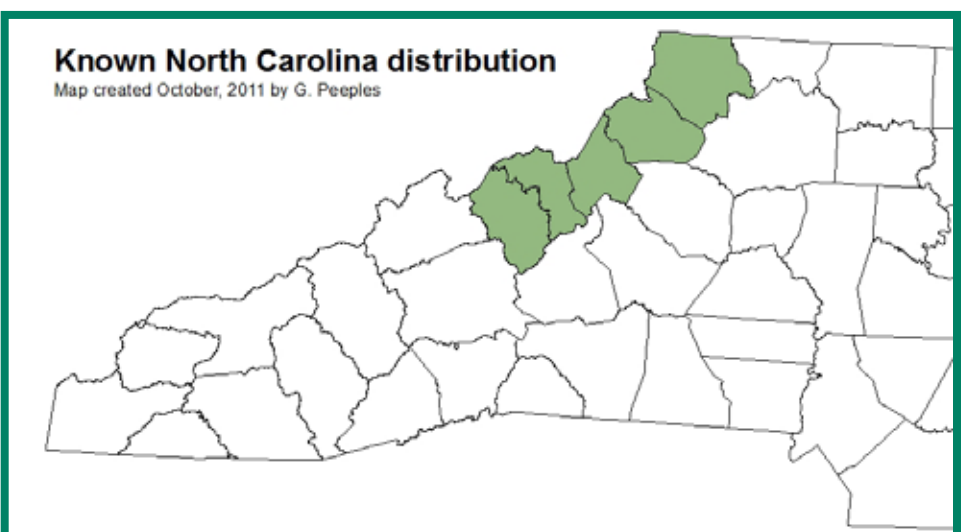 Known North Carolina distribution
Map created October, 2011 by G. Peeples